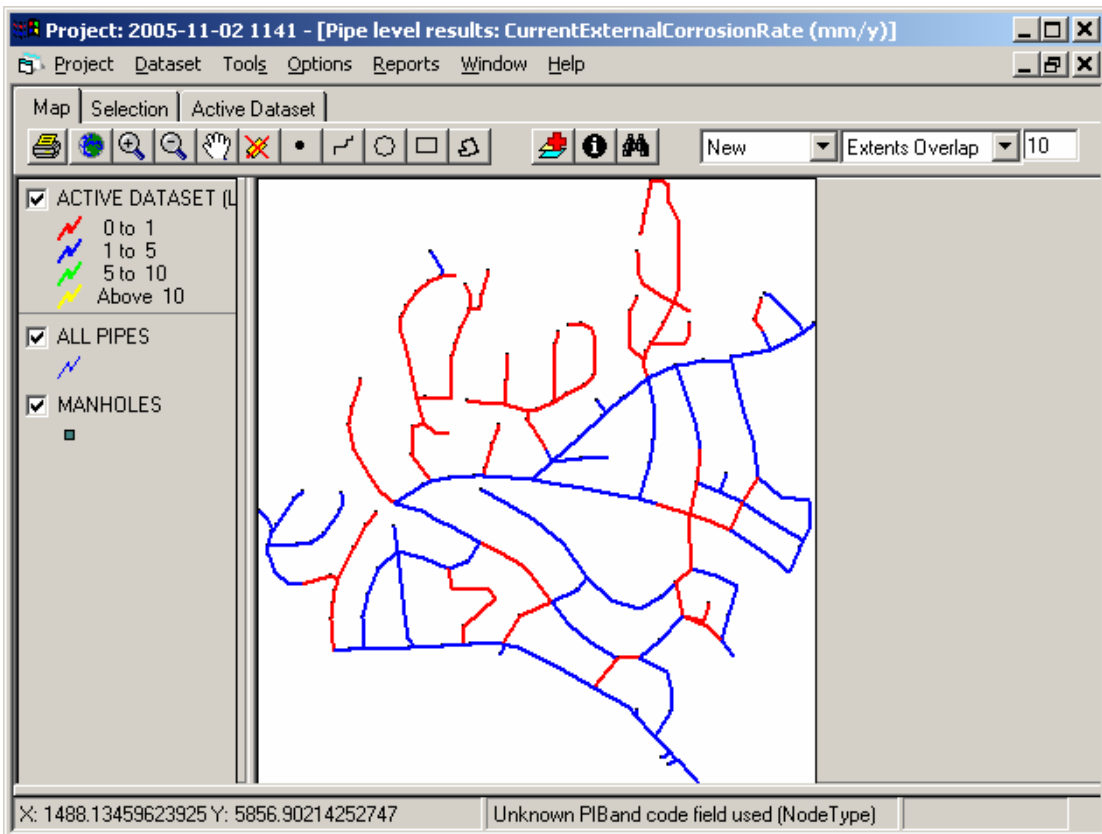 Project: 2005-11-02 1141 - [Pipe level results: CurrentExternalCorrosionRate (mm/y)]
Project Dataset Tools Options Reports Window Help
Map Selection Active Dataset
New Extents Overlap 10
ACTIVE DATASET (L
0 to 1
1 to 5
5 to 10
Above 10
ALL PIPES
MANHOLES
X: 1488.13459623925 Y: 5856.90214252747 Unknown PIBand code field used (NodeType)